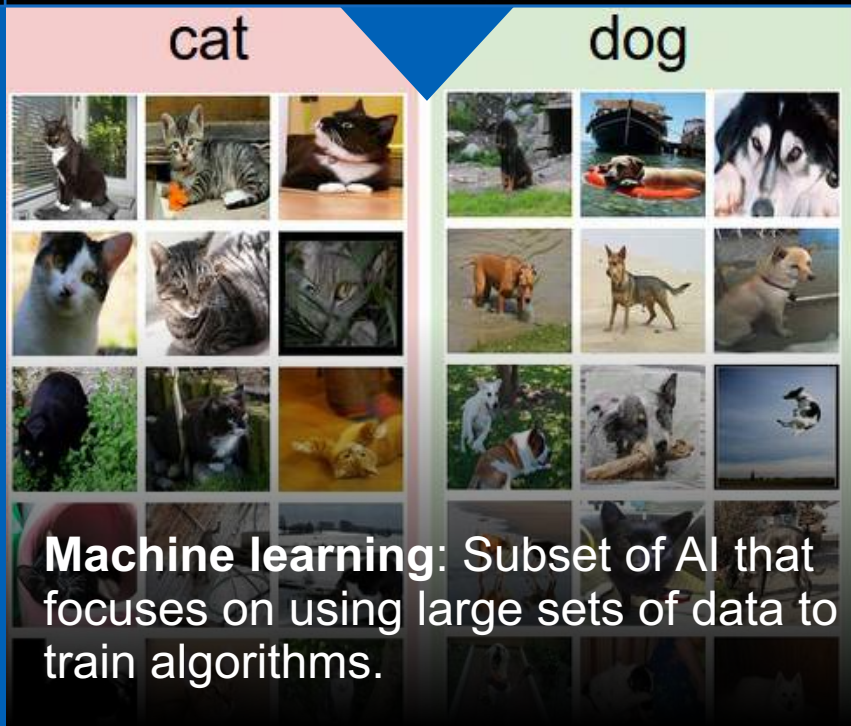 cat dog
Machine learning: Subset of AI that
focuses on using large sets of data to
train algorithms.